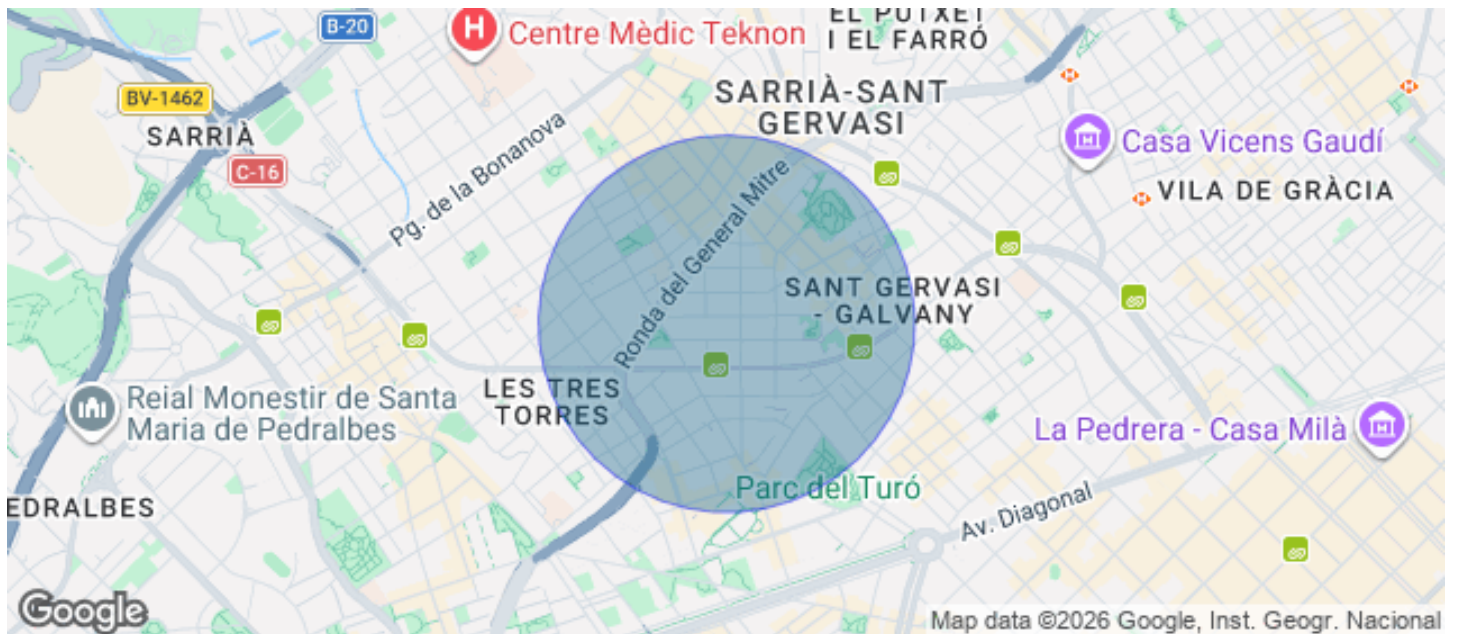 B-20
Centre Mèdic Teknon
EL PUTXET
I EL FARRÓ
BV-1462
SARRIÀ
SARRIÀ-SANT
GERVASI
C-16
Pg. de la Bonanova
Ronda del General Mitre
Casa Vicens Gaudí
VILA DE GRÀCIA
SANT GERVASI
- GALVANY
LES TRES
TORRES
Reial Monestir de Santa
Maria de Pedralbes
La Pedrera - Casa Milà
Parc del Turó
EDRALBES
Av. Diagonal
Google
Map data ©2026 Google, Inst. Geogr. Nacional